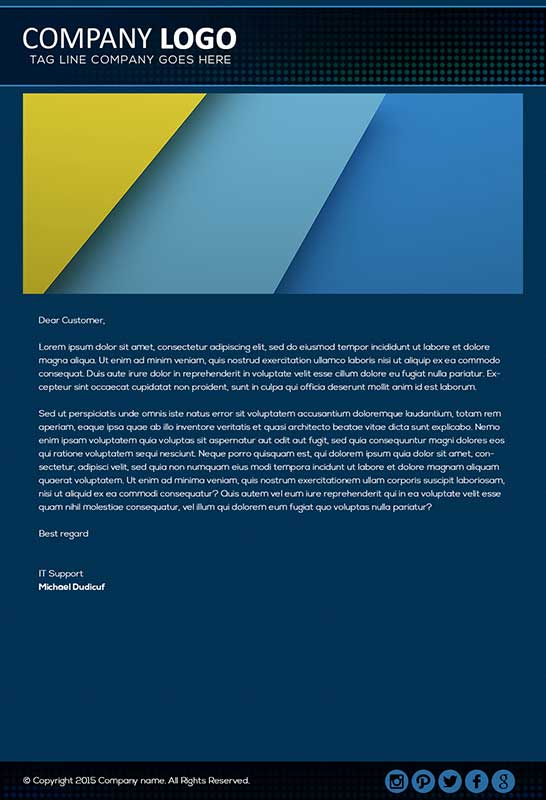 COMPANY LOGO
TAG LINE COMPANY GOES HERE
Dear Customer,
Lorem ipsum dolor sit amet, consectetur adipiscing elit, sed do eiusmod tempor incididunt ut labore et dolore
magna aliqua. Ut enim ad minim veniam, quis nostrud exercitation ullamco laboris nisi ut aliquip ex ea commodo
consequat. Duis aute irure dolor in reprehenderit in voluptate velit esse cillum dolore eu fugiat nulla pariatur. Ex-
cepteur sint occaecat cupidatat non proident, sunt in culpa qui officia deserunt mollit anim id est laborum.
Sed ut perspiciatis unde omnis iste natus error sit voluptatem accusantium doloremque laudantium, totam rem
aperiam, eaque ipsa quae ab illo inventore veritatis et quasi architecto beatae vitae dicta sunt explicabo. Nemo
enim ipsam voluptatem quia voluptas sit aspernatur aut odit aut fugit, sed quia consequuntur magni dolores eos
qui ratione voluptatem sequi nesciunt. Neque porro quisquam est, qui dolorem ipsum quia dolor sit amet, con-
sectetur, adipisci velit, sed quia non numquam eius modi tempora incidunt ut labore et dolore magnam aliquam
quaerat voluptatem. Ut enim ad minima veniam, quis nostrum exercitationem ullam corporis suscipit laboriosam,
nisi ut aliquid ex ea commodi consequatur? Quis autem vel eum iure reprehenderit qui in ea voluptate velit esse
quam nihil molestiae consequatur, vel illum qui dolorem eum fugiat quo voluptas nulla pariatur?
Best regard
IT Support
Michael Dudicuf
© Copyright 2015 Company name. All Rights Reserved.